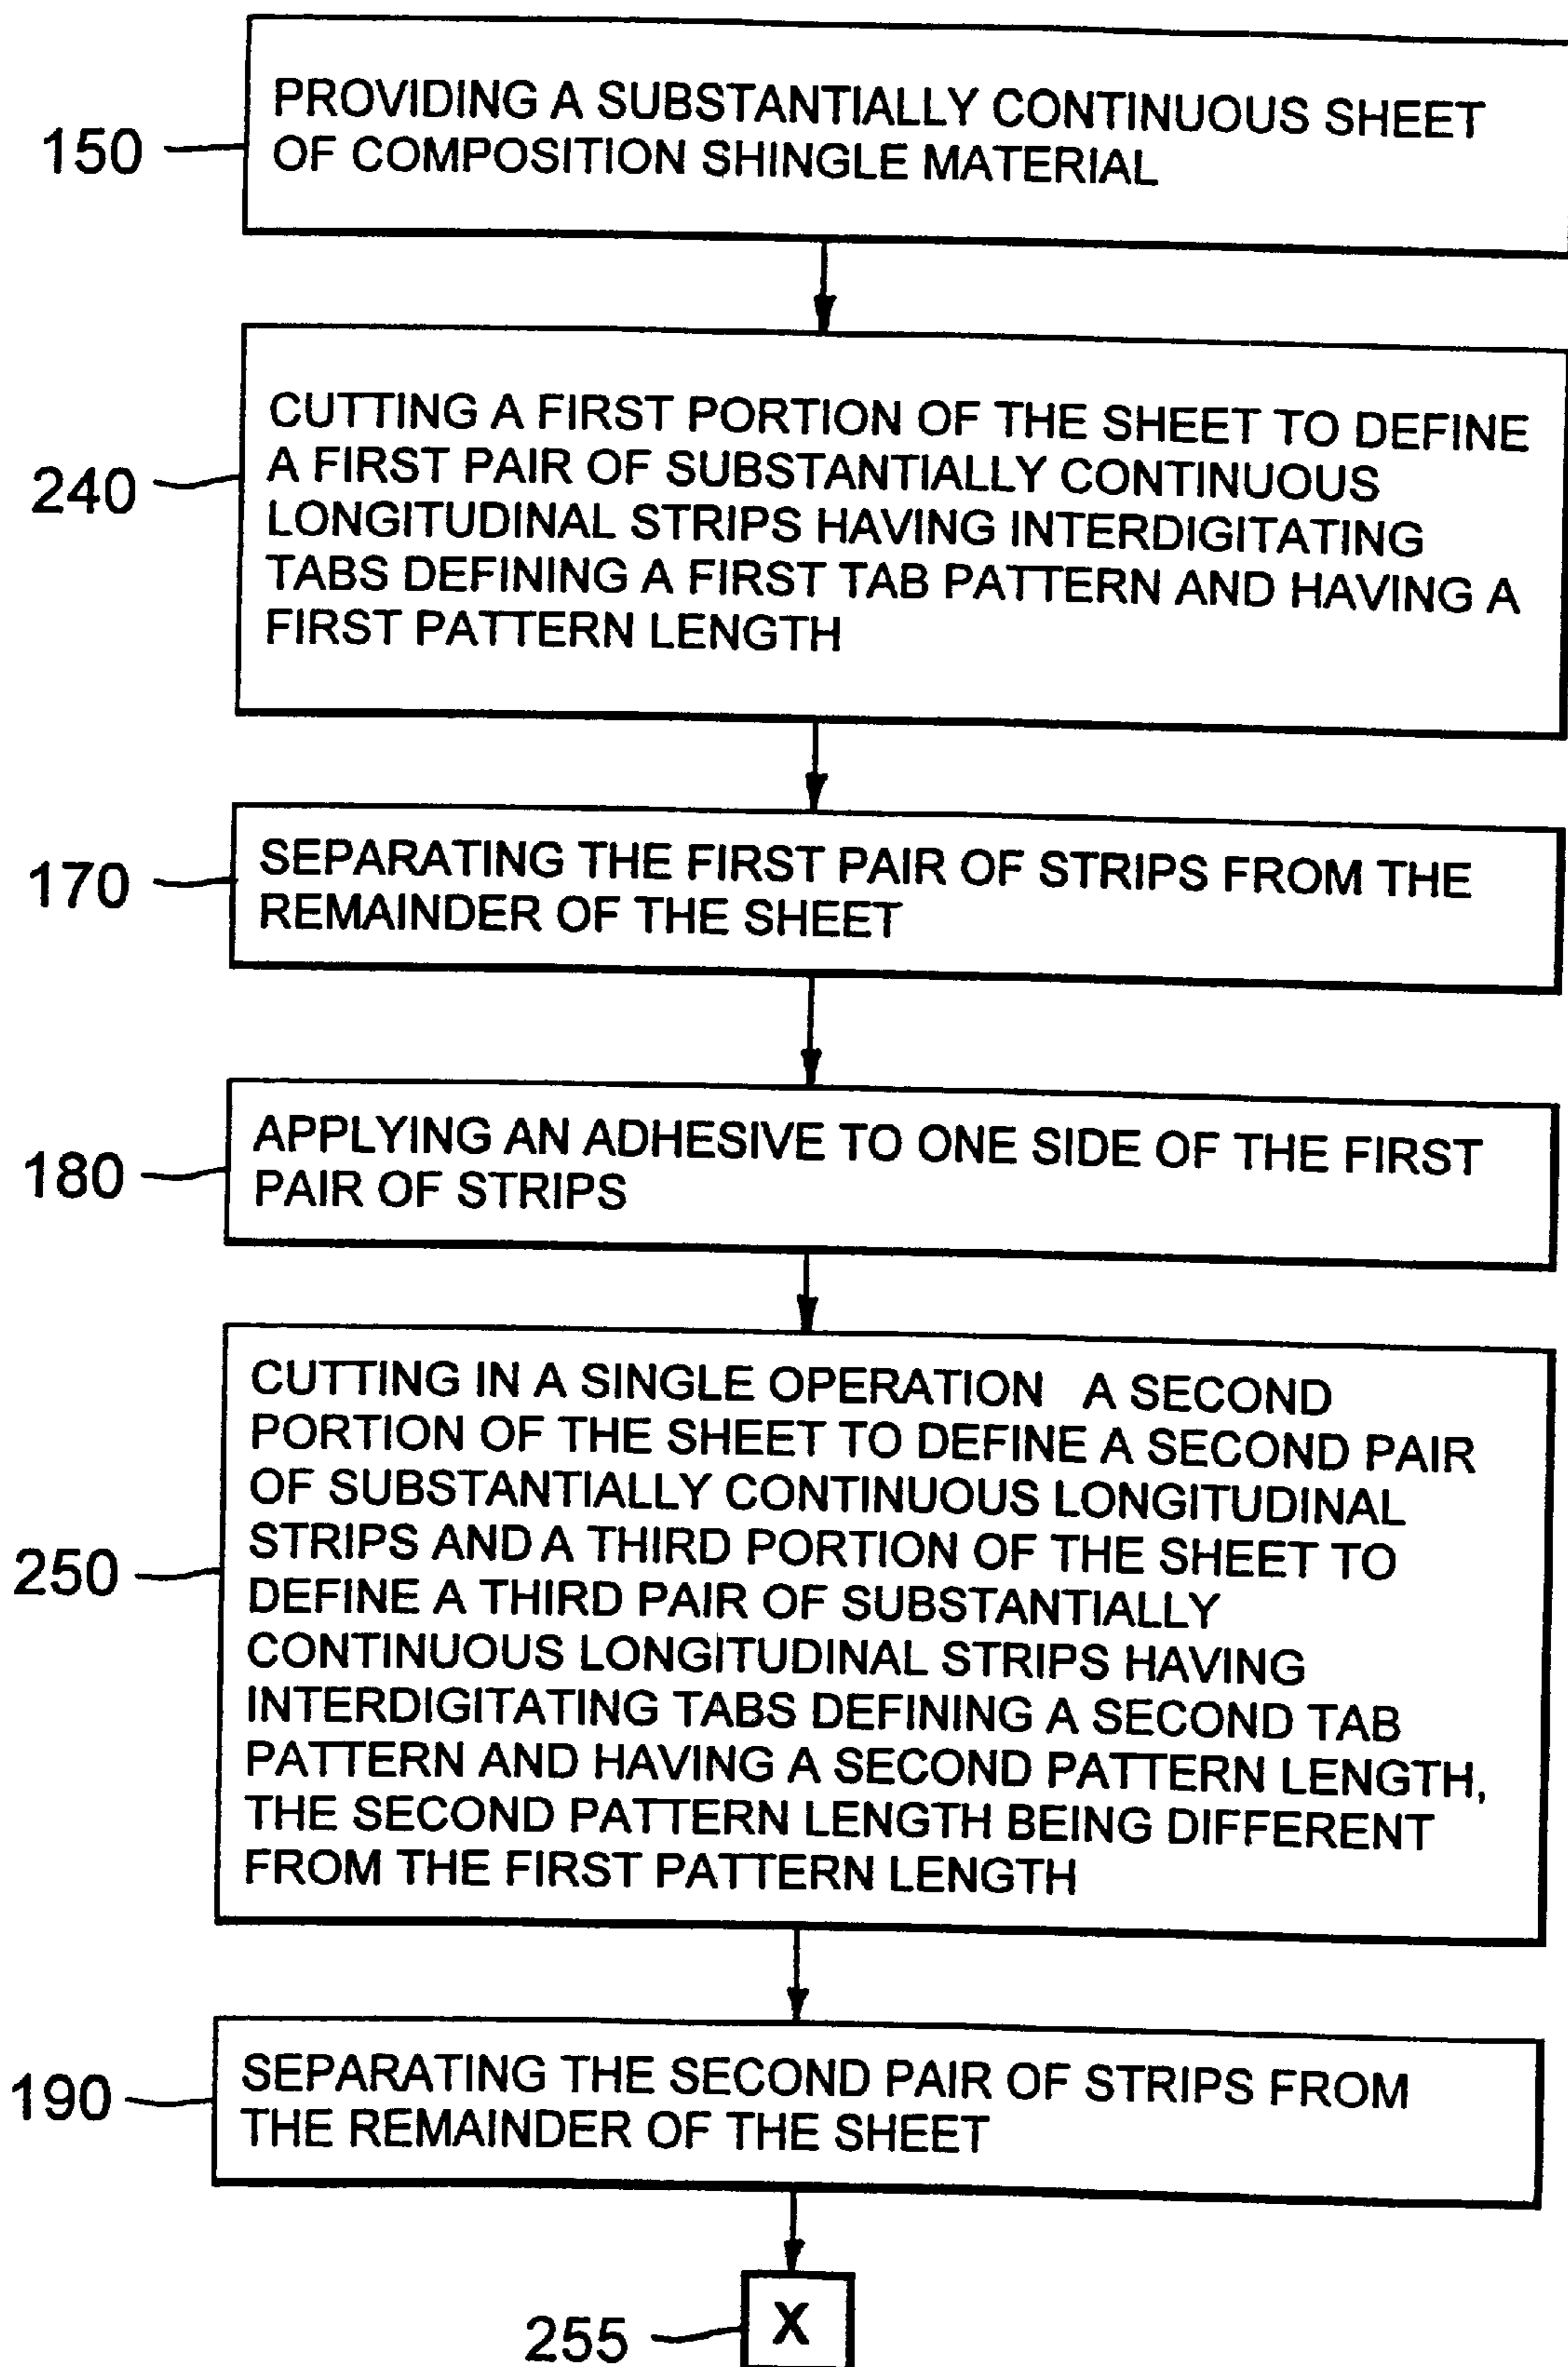 150
PROVIDING A SUBSTANTIALLY CONTINUOUS SHEET
OF COMPOSITION SHINGLE MATERIAL
240
CUTTING A FIRST PORTION OF THE SHEET TO DEFINE
A FIRST PAIR OF SUBSTANTIALLY CONTINUOUS
LONGITUDINAL STRIPS HAVING INTERDIGITATING
TABS DEFINING A FIRST TAB PATTERN AND HAVING A
FIRST PATTERN LENGTH
170
SEPARATING THE FIRST PAIR OF STRIPS FROM THE
REMAINDER OF THE SHEET
180
APPLYING AN ADHESIVE TO ONE SIDE OF THE FIRST
PAIR OF STRIPS
250
CUTTING IN A SINGLE OPERATION A SECOND
PORTION OF THE SHEET TO DEFINE A SECOND PAIR
OF SUBSTANTIALLY CONTINUOUS LONGITUDINAL
STRIPS AND A THIRD PORTION OF THE SHEET TO
DEFINE A THIRD PAIR OF SUBSTANTIALLY
CONTINUOUS LONGITUDINAL STRIPS HAVING
INTERDIGITATING TABS DEFINING A SECOND TAB
PATTERN AND HAVING A SECOND PATTERN LENGTH,
THE SECOND PATTERN LENGTH BEING DIFFERENT
FROM THE FIRST PATTERN LENGTH
190
SEPARATING THE SECOND PAIR OF STRIPS FROM
THE REMAINDER OF THE SHEET
255
X